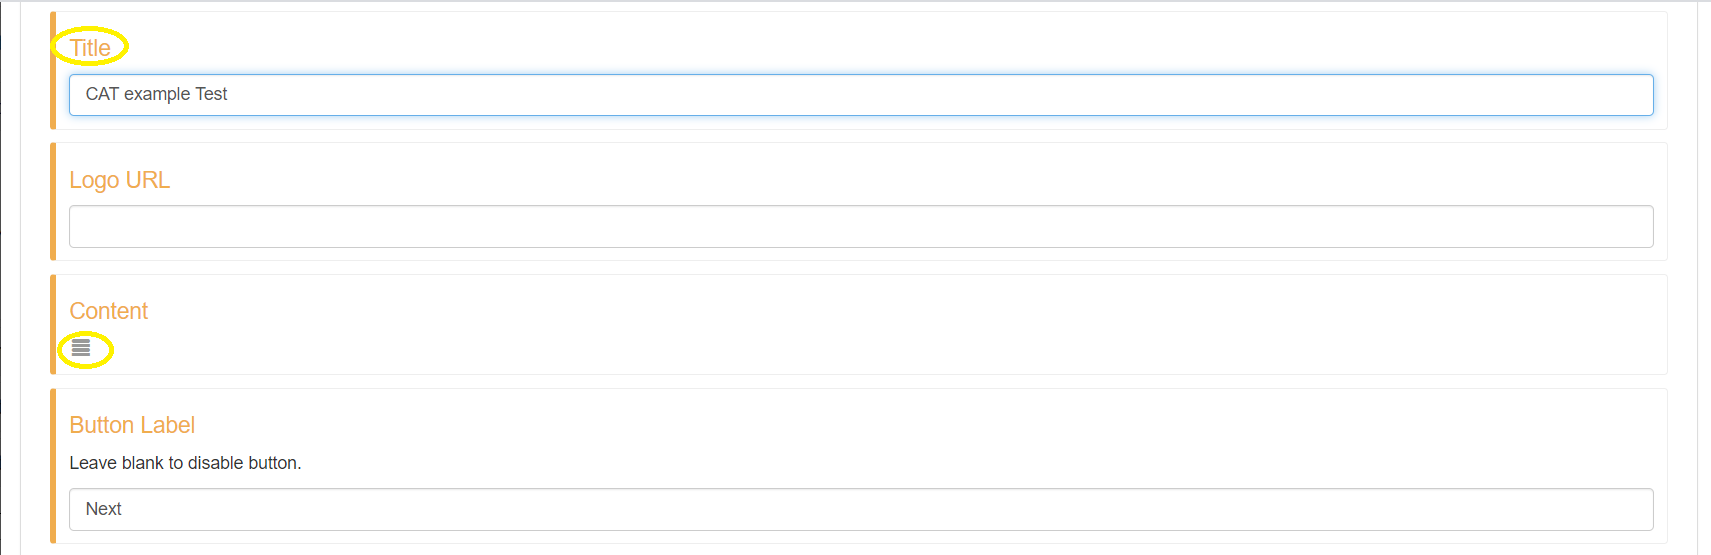 Title
CAT example Test
Logo URL
Content
Button Label
Leave blank to disable button.
Next